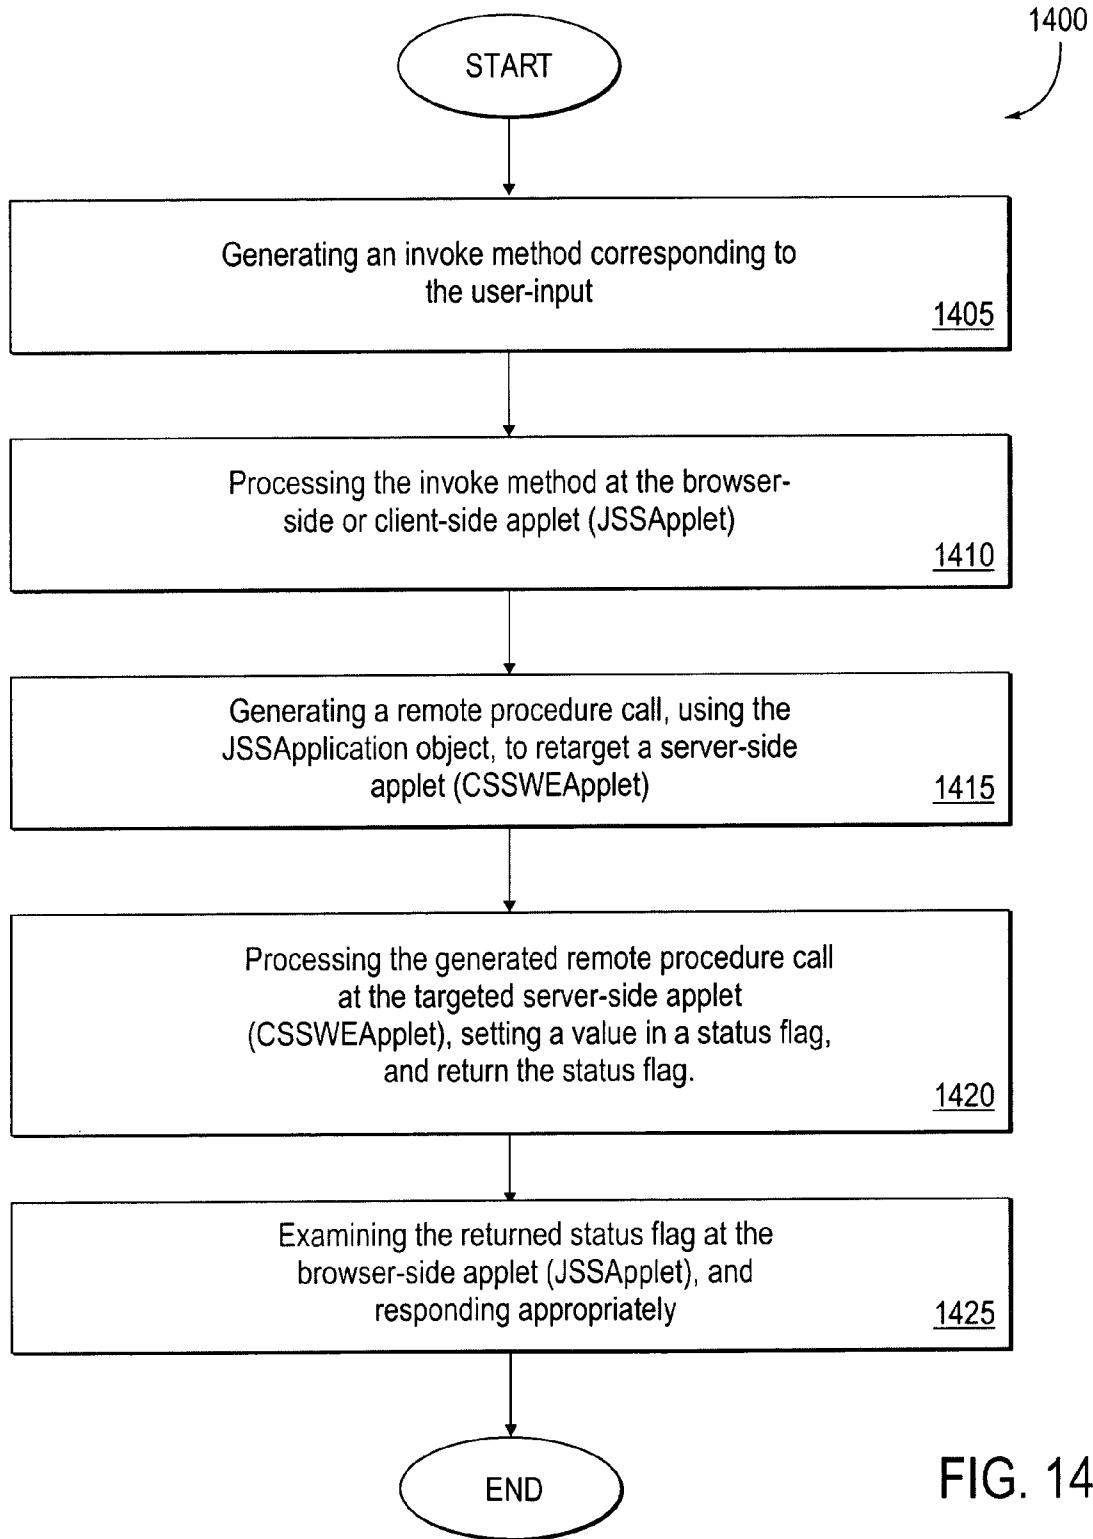 1400
START
Generating an invoke method corresponding to
the user-input
1405
Processing the invoke method at the browser-
side or client-side applet (JSSApplet)
1410
Generating a remote procedure call, using the
JSSApplication object, to retarget a server-side
applet (CSSWEApplet)
1415
Processing the generated remote procedure call
at the targeted server-side applet
(CSSWEApplet), setting a value in a status flag,
and return the status flag.
1420
Examining the returned status flag at the
browser-side applet (JSSApplet), and
responding appropriately
1425
END
FIG. 14